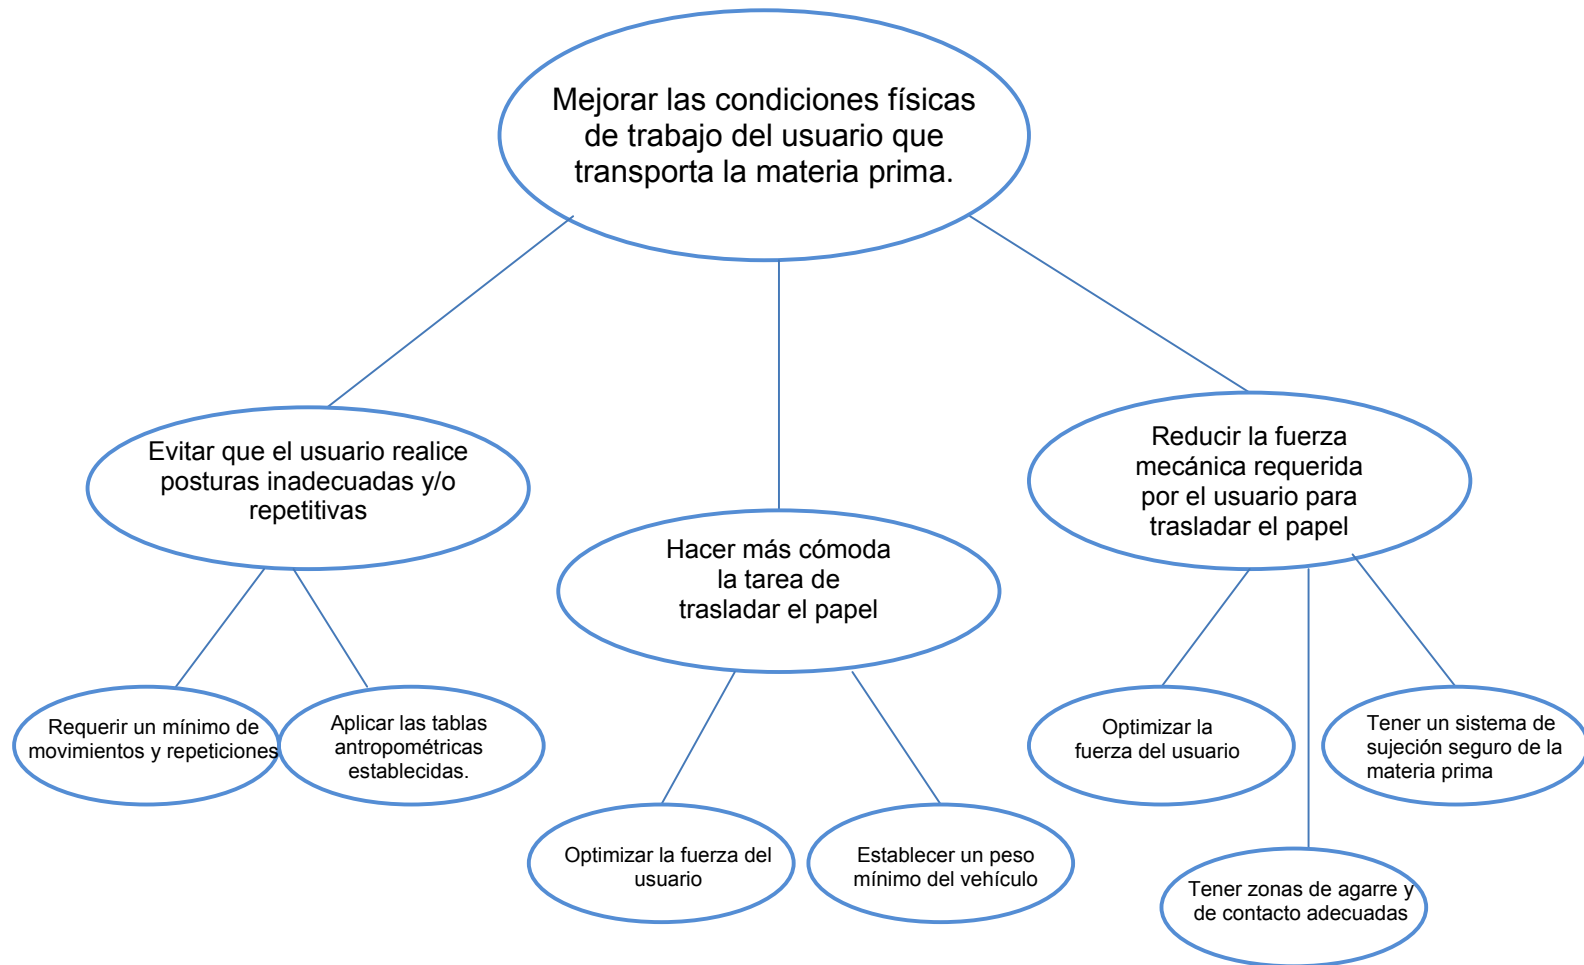 Mejorar las condiciones físicas
de trabajo del usuario que
transporta la materia prima.
Evitar que el usuario realice
posturas inadecuadas y/o
repetitivas
Hacer más cómoda
la tarea de
trasladar el papel
Reducir la fuerza
mecánica requerida
por el usuario para
trasladar el papel
Requerir un mínimo de
movimientos y repeticiones
Aplicar las tablas
antropométricas
establecidas.
Optimizar la fuerza del
usuario
Establecer un peso
mínimo del vehículo
Optimizar la
fuerza del usuario
Tener zonas de agarre y
de contacto adecuadas
Tener un sistema de
sujeción seguro de la
materia prima